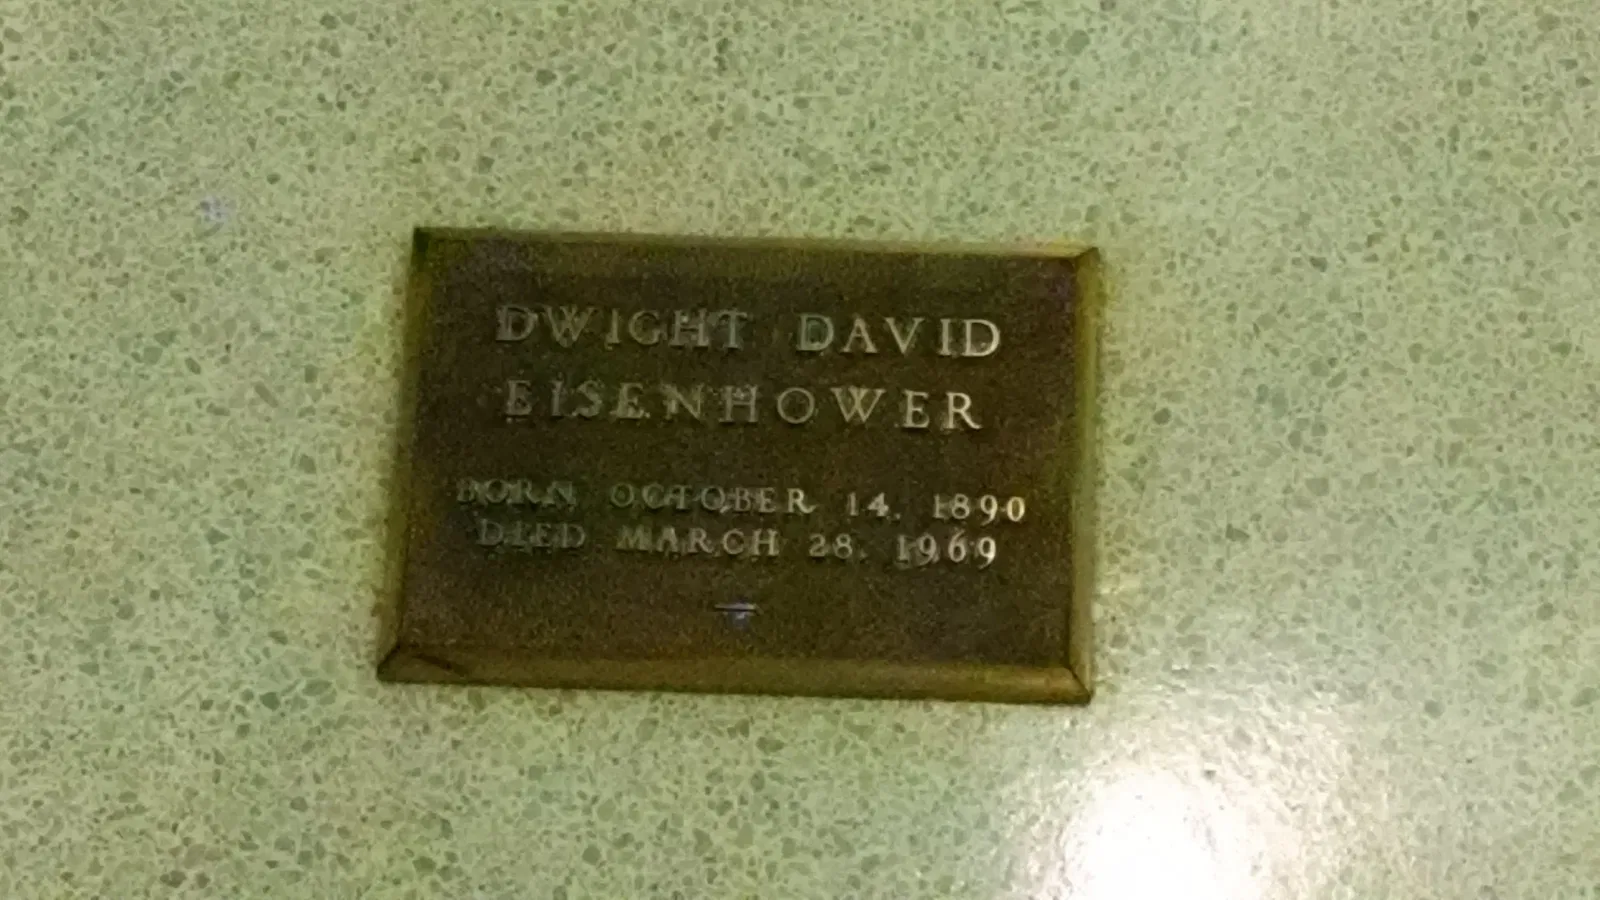 DWIGHT DAVID
EISENHOWER
BORN OCTOBER 14, 1890
DIED MARCH 28, 1969